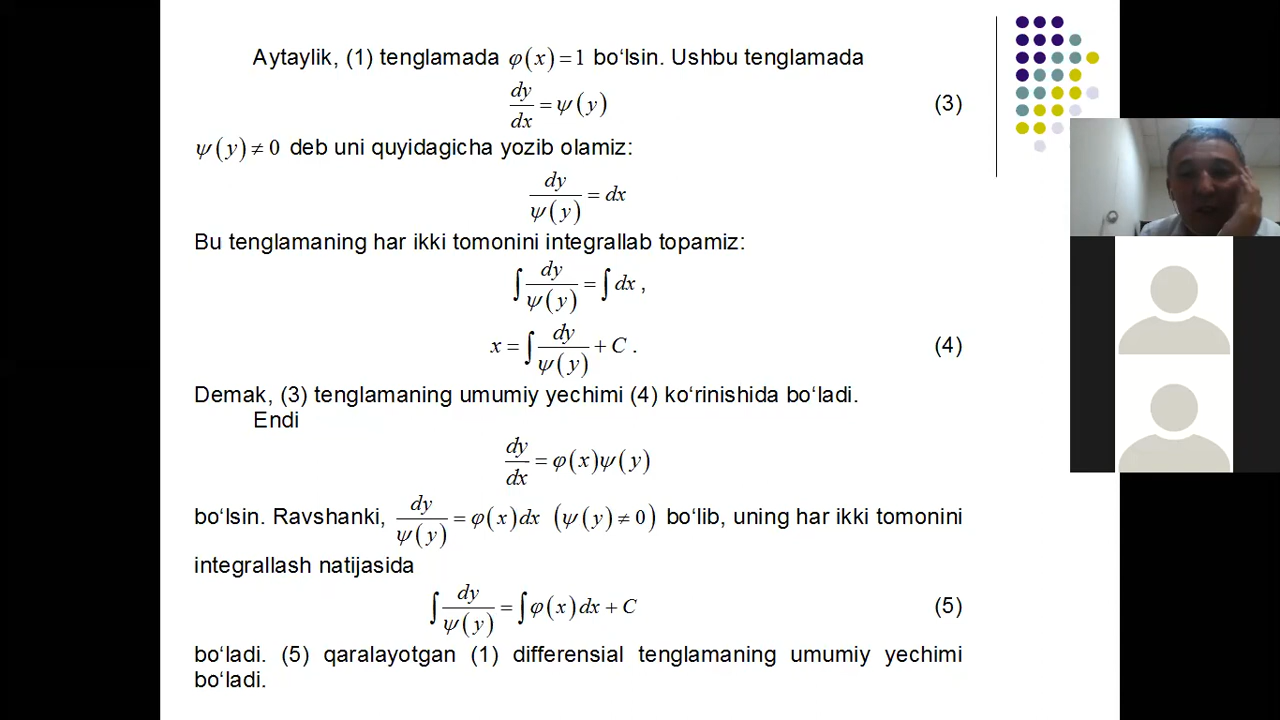 Aytaylik, (1) tenglamada φ(x)=1 bo‘lsin. Ushbu tenglamada
dy/dx = ψ(y) (3)
ψ(y)≠0 deb uni quyidagicha yozib olamiz:
dy/ψ(y) = dx
Bu tenglamaning har ikki tomonini integrallab topamiz:
∫ dy/ψ(y) = ∫ dx ,
x = ∫ dy/ψ(y) + C . (4)
Demak, (3) tenglamaning umumiy yechimi (4) ko‘rinishida bo‘ladi.
Endi
dy/dx = φ(x)ψ(y)
bo‘lsin. Ravshanki, dy/ψ(y) = φ(x)dx (ψ(y)≠0) bo‘lib, uning har ikki tomonini
integrallash natijasida
∫ dy/ψ(y) = ∫ φ(x)dx + C (5)
bo‘ladi. (5) qaralayotgan (1) differensial tenglamaning umumiy yechimi
bo‘ladi.